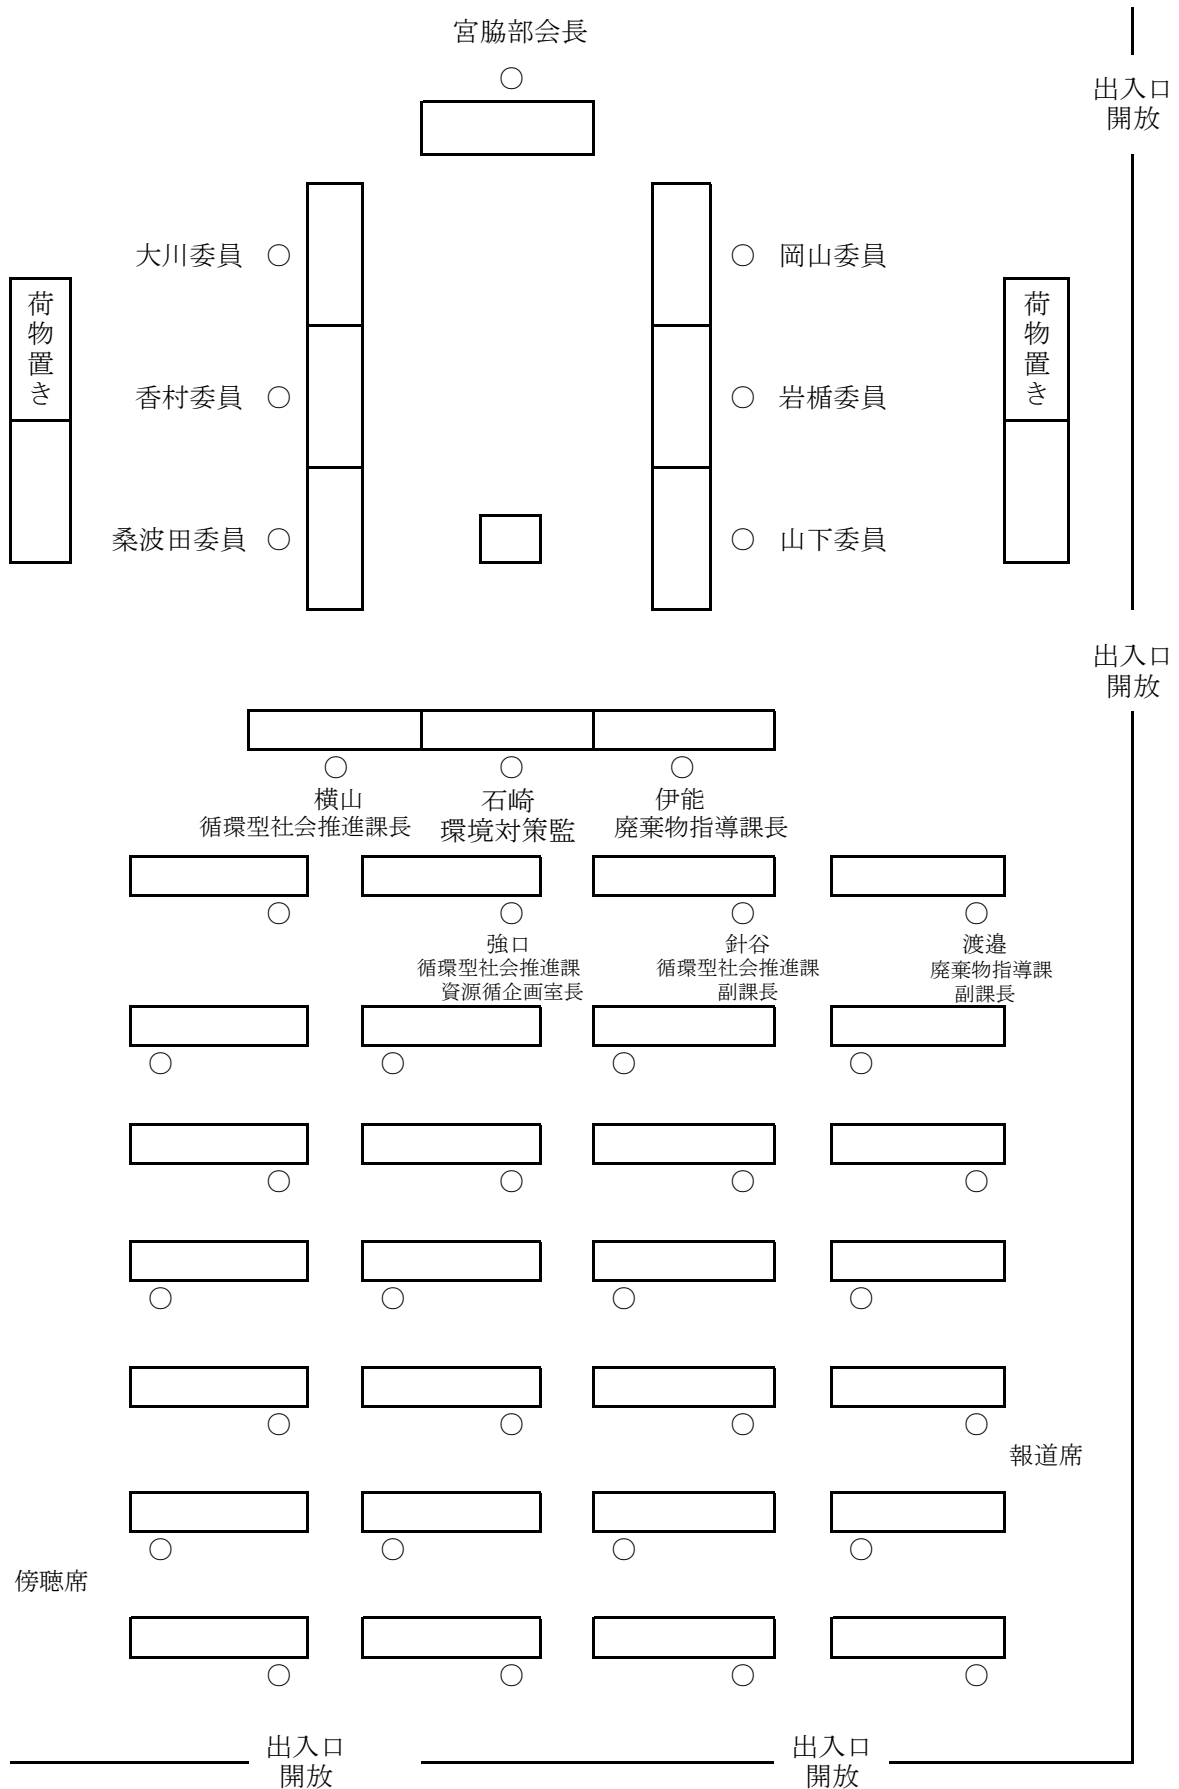 宮脇部会長
○
出入口
開放
大川委員 ○
○ 岡山委員
荷物置き
荷物置き
香村委員 ○
○ 岩楯委員
桑波田委員 ○
○ 山下委員
出入口
開放
○ ○ ○
横山
循環型社会推進課長
石崎
環境対策監
伊能
廃棄物指導課長
○ ○ ○ ○
強口
循環型社会推進課
資源循企画室長
針谷
循環型社会推進課
副課長
渡邉
廃棄物指導課
副課長
○ ○ ○ ○
○ ○ ○ ○
○ ○ ○ ○
○ ○ ○ ○
報道席
○ ○ ○ ○
傍聴席
○ ○ ○ ○
出入口
開放
出入口
開放